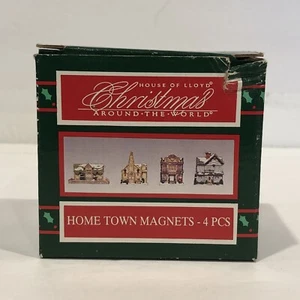 HOUSE OF LLOYD®
Christmas
AROUND·THE·WORLD®
HOME TOWN MAGNETS - 4 PCS